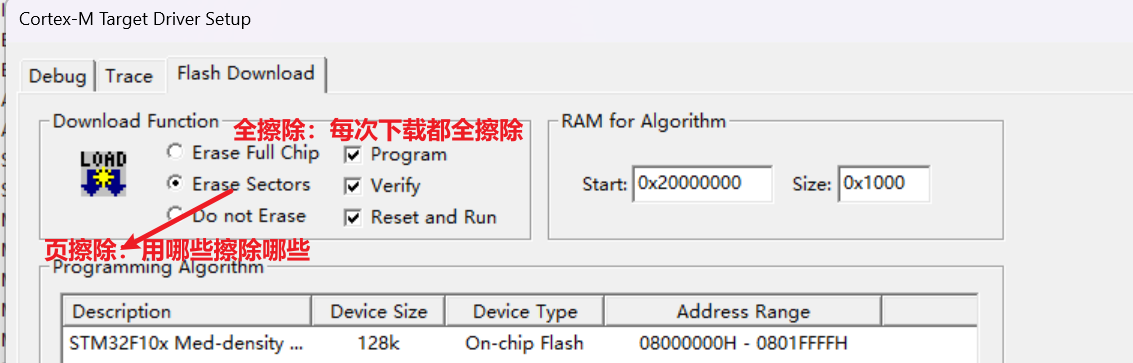 Cortex-M Target Driver Setup
Debug Trace Flash Download
Download Function
全擦除：每次下载都全擦除
RAM for Algorithm
LOAD
Erase Full Chip Program
Erase Sectors Verify
Start: 0x20000000 Size: 0x1000
Do not Erase Reset and Run
页擦除：用哪些擦除哪些
Programming Algorithm
Description Device Size Device Type Address Range
STM32F10x Med-density ... 128k On-chip Flash 08000000H - 0801FFFFH